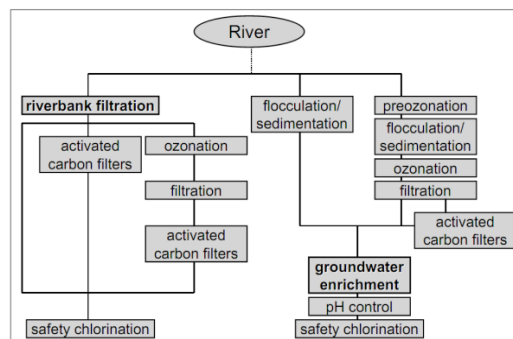 River
riverbank filtration
flocculation/
sedimentation
preozonation
flocculation/
sedimentation
activated
carbon filters
ozonation
ozonation
filtration
filtration
activated
carbon filters
activated
carbon filters
groundwater
enrichment
pH control
safety chlorination
safety chlorination